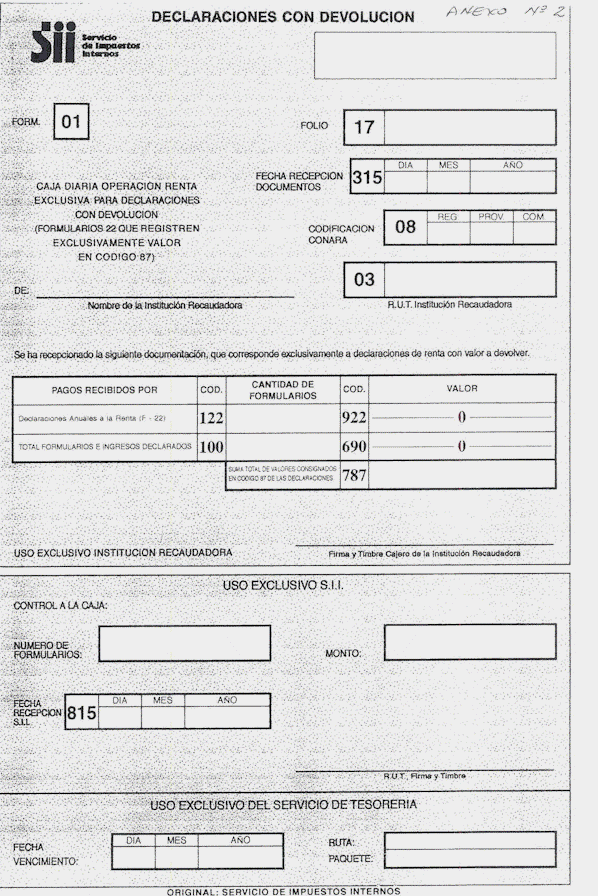 DECLARACIONES CON DEVOLUCION
ANEXO Nº 2
Sii Servicio
de Impuestos
Internos
FORM. 01
FOLIO 17
CAJA DIARIA OPERACION RENTA
EXCLUSIVA PARA DECLARACIONES
CON DEVOLUCION
(FORMULARIOS 22 QUE REGISTREN
EXCLUSIVAMENTE VALOR
EN CODIGO 87)
FECHA RECEPCION
DOCUMENTOS
315 DIA MES AÑO
CODIFICACION
CONARA
08 REG PROV. COM
DE:
Nombre de la Institución Recaudadora
03
R.U.T. Institución Recaudadora
Se ha recepcionado la siguiente documentación, que corresponde exclusivamente a declaraciones de renta con valor a devolver.
PAGOS RECIBIDOS POR COD. CANTIDAD DE FORMULARIOS COD. VALOR
Declaraciones Anuales a la Renta (F - 22) 122 922 0
TOTAL FORMULARIOS E INGRESOS DECLARADOS 100 690 0
SUMA TOTAL DE VALORES CONSIGNADOS
EN CODIGO 87 DE LAS DECLARACIONES 787
USO EXCLUSIVO INSTITUCION RECAUDADORA
Firma y Timbre Cajero de la Institución Recaudadora
USO EXCLUSIVO S.I.I.
CONTROL A LA CAJA:
NUMERO DE
FORMULARIOS:
MONTO:
FECHA
RECEPCION
S.I.I.
815 DIA MES AÑO
R.U.T., Firma y Timbre
USO EXCLUSIVO DEL SERVICIO DE TESORERIA
FECHA
VENCIMIENTO:
DIA MES AÑO
RUTA:
PAQUETE:
ORIGINAL: SERVICIO DE IMPUESTOS INTERNOS